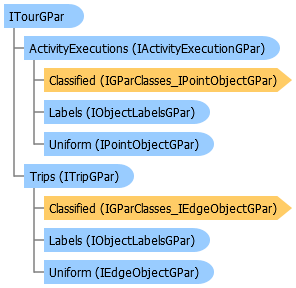 ITourGPar
ActivityExecutions (IActivityExecutionGPar)
Classified (IGParClasses_IPointObjectGPar)
Labels (IObjectLabelsGPar)
Uniform (IPointObjectGPar)
Trips (ITripGPar)
Classified (IGParClasses_IEdgeObjectGPar)
Labels (IObjectLabelsGPar)
Uniform (IEdgeObjectGPar)